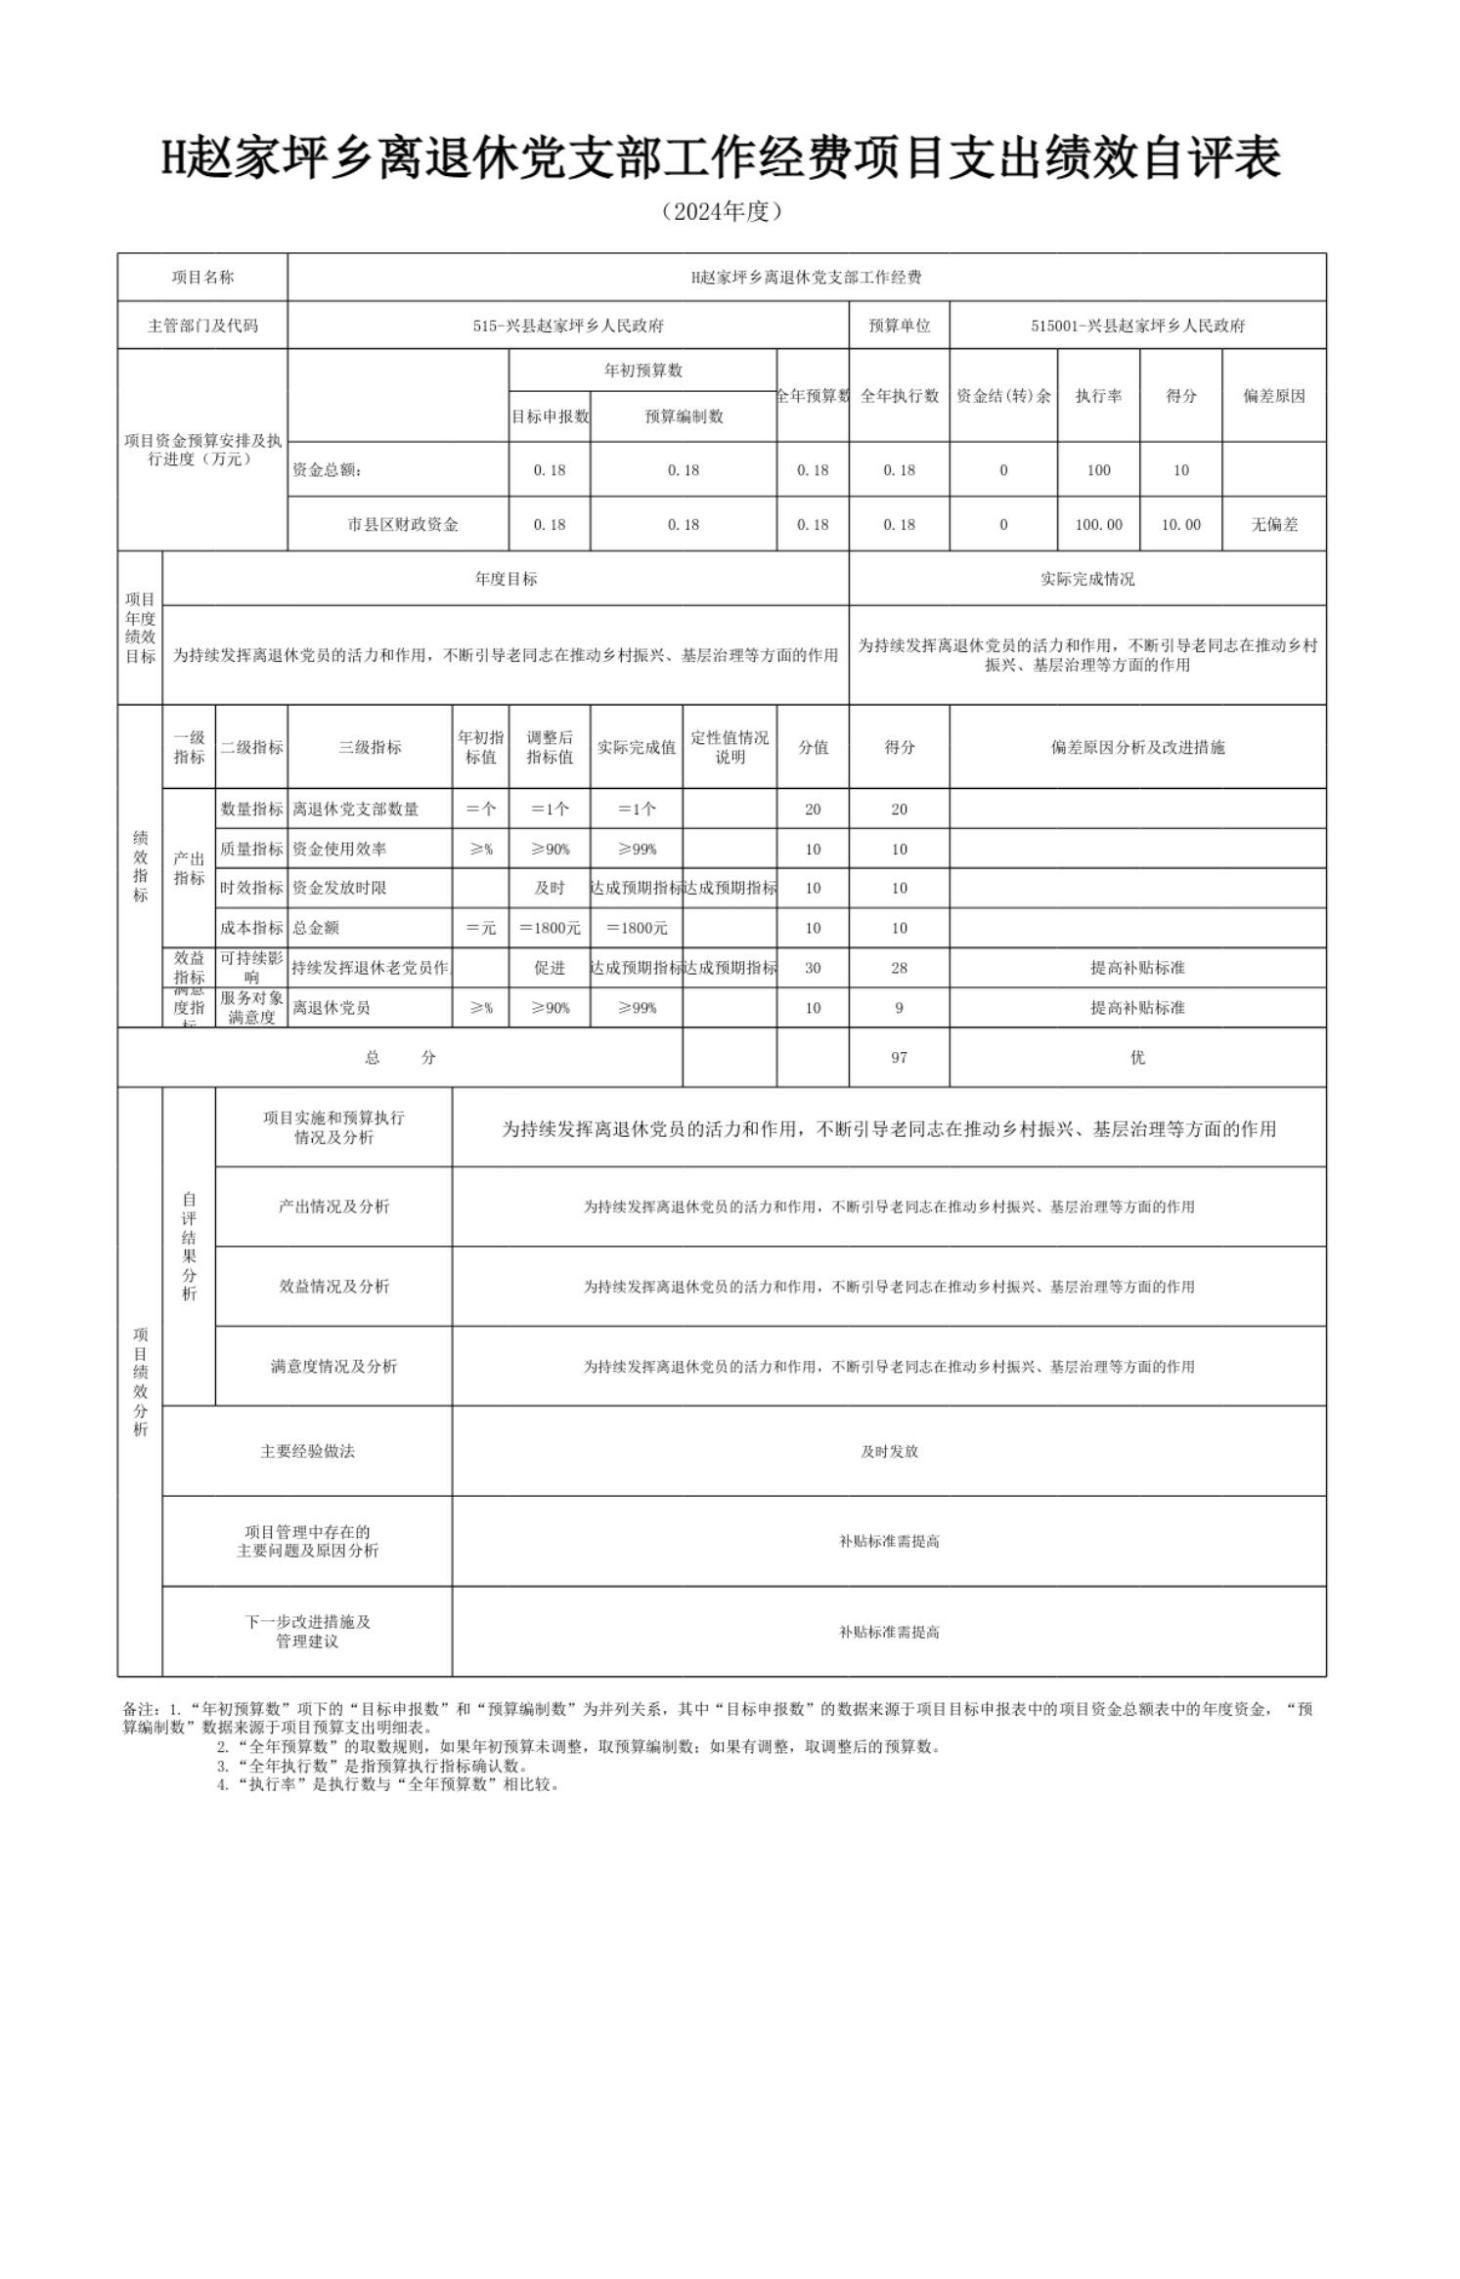 H赵家坪乡离退休党支部工作经费项目支出绩效自评表
（2024年度）
项目名称 H赵家坪乡离退休党支部工作经费
主管部门及代码 515-兴县赵家坪乡人民政府 预算单位 515001-兴县赵家坪乡人民政府
项目资金预算安排及执
行进度（万元）
年初预算数 全年预算数 全年执行数 资金结(转)余 执行率 得分 偏差原因
目标申报数 预算编制数
资金总额: 0.18 0.18 0.18 0.18 0 100 10
市县区财政资金 0.18 0.18 0.18 0.18 0 100.00 10.00 无偏差
项目
年度
绩效
目标
年度目标 实际完成情况
为持续发挥离退休党员的活力和作用，不断引导老同志在推动乡村振兴、基层治理等方面的作用
为持续发挥离退休党员的活力和作用，不断引导老同志在推动乡村
振兴、基层治理等方面的作用
绩
效
指
标
一级
指标
二级指标 三级指标
年初指
标值
调整后
指标值
实际完成值
定性值情况
说明
分值 得分 偏差原因分析及改进措施
产出
指标
数量指标 离退休党支部数量 ＝个 ＝1个 ＝1个 20 20
质量指标 资金使用效率 ≥% ≥90% ≥99% 10 10
时效指标 资金发放时限 及时 达成预期指标 达成预期指标 10 10
成本指标 总金额 ＝元 ＝1800元 ＝1800元 10 10
效益
指标
可持续影
响
持续发挥退休老党员作 促进 达成预期指标 达成预期指标 30 28 提高补贴标准
满意
度指
标
服务对象
满意度
离退休党员 ≥% ≥90% ≥99% 10 9 提高补贴标准
总 分 97 优
项
目
绩
效
分
析
自
评
结
果
分
析
项目实施和预算执行
情况及分析
为持续发挥离退休党员的活力和作用，不断引导老同志在推动乡村振兴、基层治理等方面的作用
产出情况及分析 为持续发挥离退休党员的活力和作用，不断引导老同志在推动乡村振兴、基层治理等方面的作用
效益情况及分析 为持续发挥离退休党员的活力和作用，不断引导老同志在推动乡村振兴、基层治理等方面的作用
满意度情况及分析 为持续发挥离退休党员的活力和作用，不断引导老同志在推动乡村振兴、基层治理等方面的作用
主要经验做法 及时发放
项目管理中存在的
主要问题及原因分析
补贴标准需提高
下一步改进措施及
管理建议
补贴标准需提高
备注：1.“年初预算数”项下的“目标申报数”和“预算编制数”为并列关系，其中“目标申报数”的数据来源于项目目标申报表中的项目资金总额表中的年度资金，“预
算编制数”数据来源于项目预算支出明细表。
2.“全年预算数”的取数规则，如果年初预算未调整，取预算编制数；如果有调整，取调整后的预算数。
3.“全年执行数”是指预算执行指标确认数。
4.“执行率”是执行数与“全年预算数”相比较。